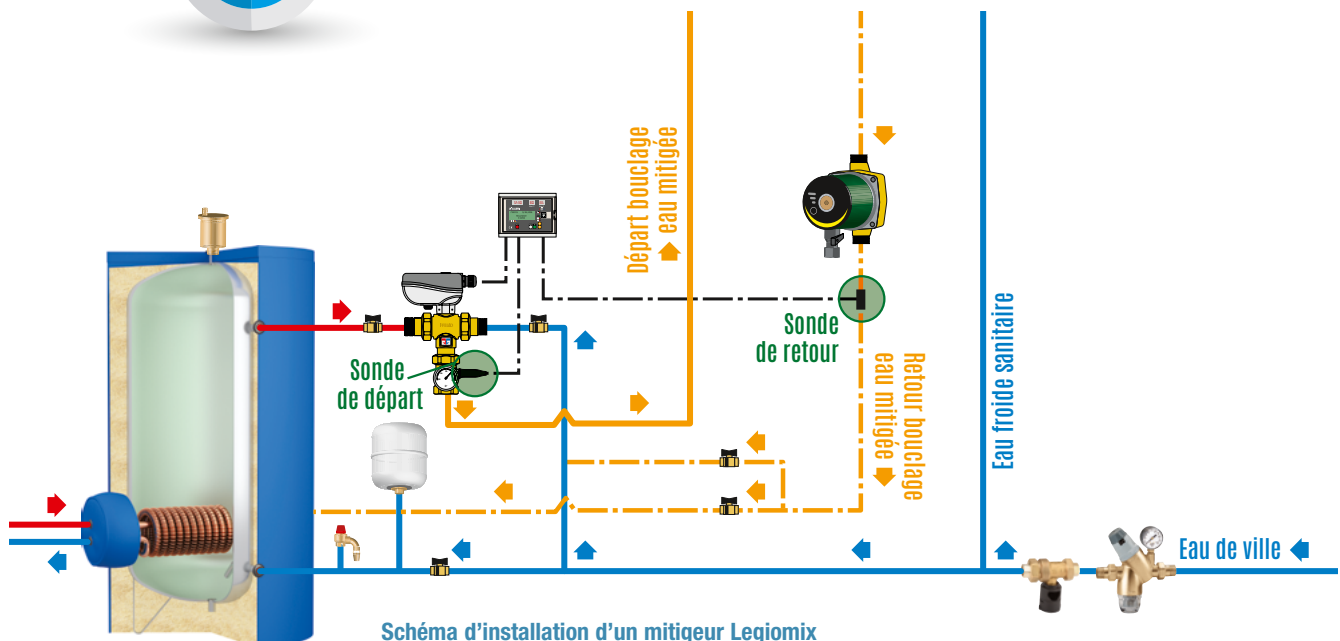 Départ bouclage
eau mitigée
Sonde
de départ
Sonde
de retour
Retour bouclage
eau mitigée
Eau froide sanitaire
Eau de ville
Schéma d'installation d'un mitigeur Legiomix